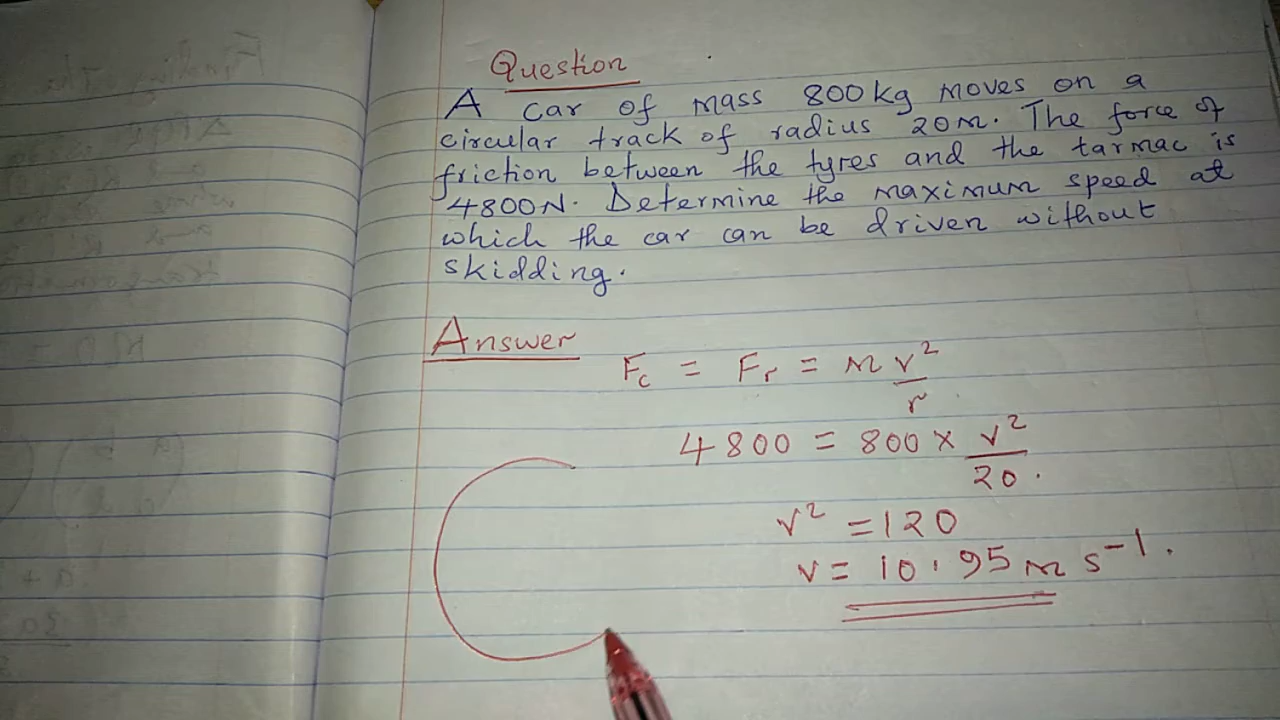 Question
A car of mass 800kg moves on a
circular track of radius 20m. The force of
friction between the tyres and the tarmac is
4800N. Determine the maximum speed at
which the car can be driven without
skidding.
Answer
Fc = Fr = m v²/r
4800 = 800 × v²/20.
v² = 120
v = 10.95 m s⁻¹.